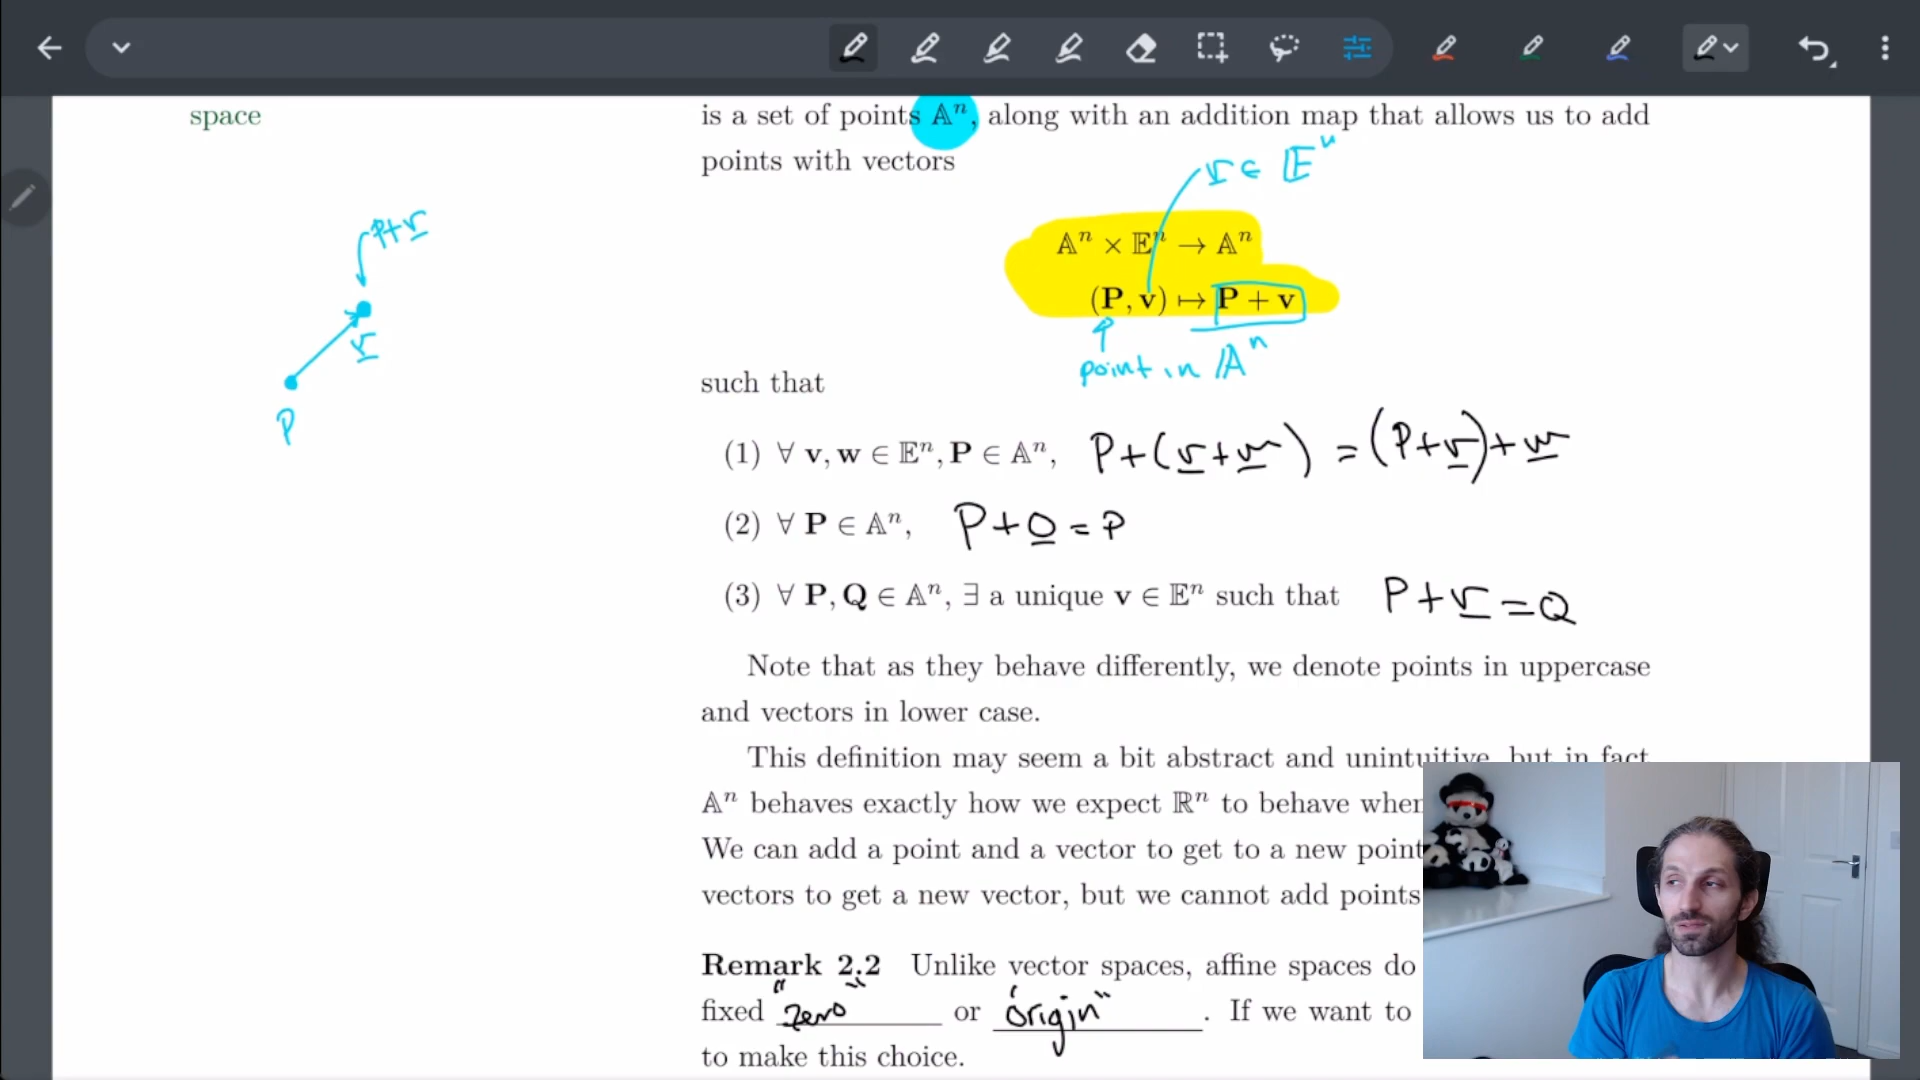 space
is a set of points 𝔸ⁿ, along with an addition map that allows us to add
points with vectors
v ∈ 𝔼ⁿ
P+v
𝔸ⁿ × 𝔼ⁿ → 𝔸ⁿ
(P, v) ↦ P + v
v
point in 𝔸ⁿ
P
such that
(1) ∀ v, w ∈ 𝔼ⁿ, P ∈ 𝔸ⁿ, P+(v+w) = (P+v)+w
(2) ∀ P ∈ 𝔸ⁿ, P+0 = P
(3) ∀ P, Q ∈ 𝔸ⁿ, ∃ a unique v ∈ 𝔼ⁿ such that P+v = Q
Note that as they behave differently, we denote points in uppercase
and vectors in lower case.
This definition may seem a bit abstract and unintuitive, but in fact
𝔸ⁿ behaves exactly how we expect ℝⁿ to behave when
We can add a point and a vector to get to a new point
vectors to get a new vector, but we cannot add points
Remark 2.2 Unlike vector spaces, affine spaces do
fixed "zero" or "origin". If we want to
to make this choice.